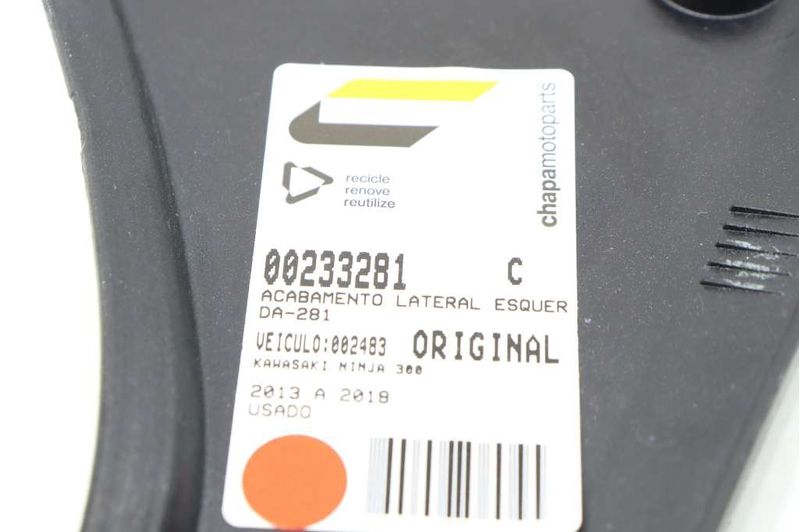 recicle
renove
reutilize
chapamotoparts
00233281 C
ACABAMENTO LATERAL ESQUER
DA-281
VEICULO:002483 ORIGINAL
KAWASAKI NINJA 300
2013 A 2018
USADO